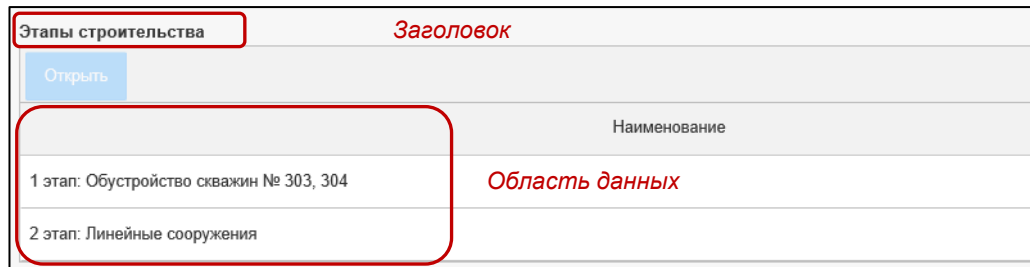 Этапы строительства Заголовок
Открыть
Наименование
1 этап: Обустройство скважин № 303, 304 Область данных
2 этап: Линейные сооружения